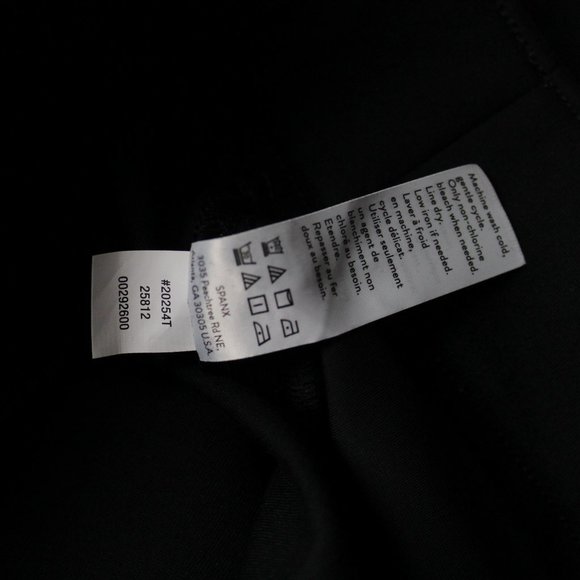 Machine wash cold,
gentle cycle.
Only non-chlorine
bleach when needed.
Line dry.
Low iron if needed.
Laver à froid
en machine,
cycle délicat.
Utiliser seulement
un agent de
blanchiment non
chloré au besoin.
Étendre.
Repasser au fer
doux au besoin.
SPANX
3035 Peachtree Rd NE,
Atlanta, GA 30305 U.S.A.
#20254T
25812
00292600